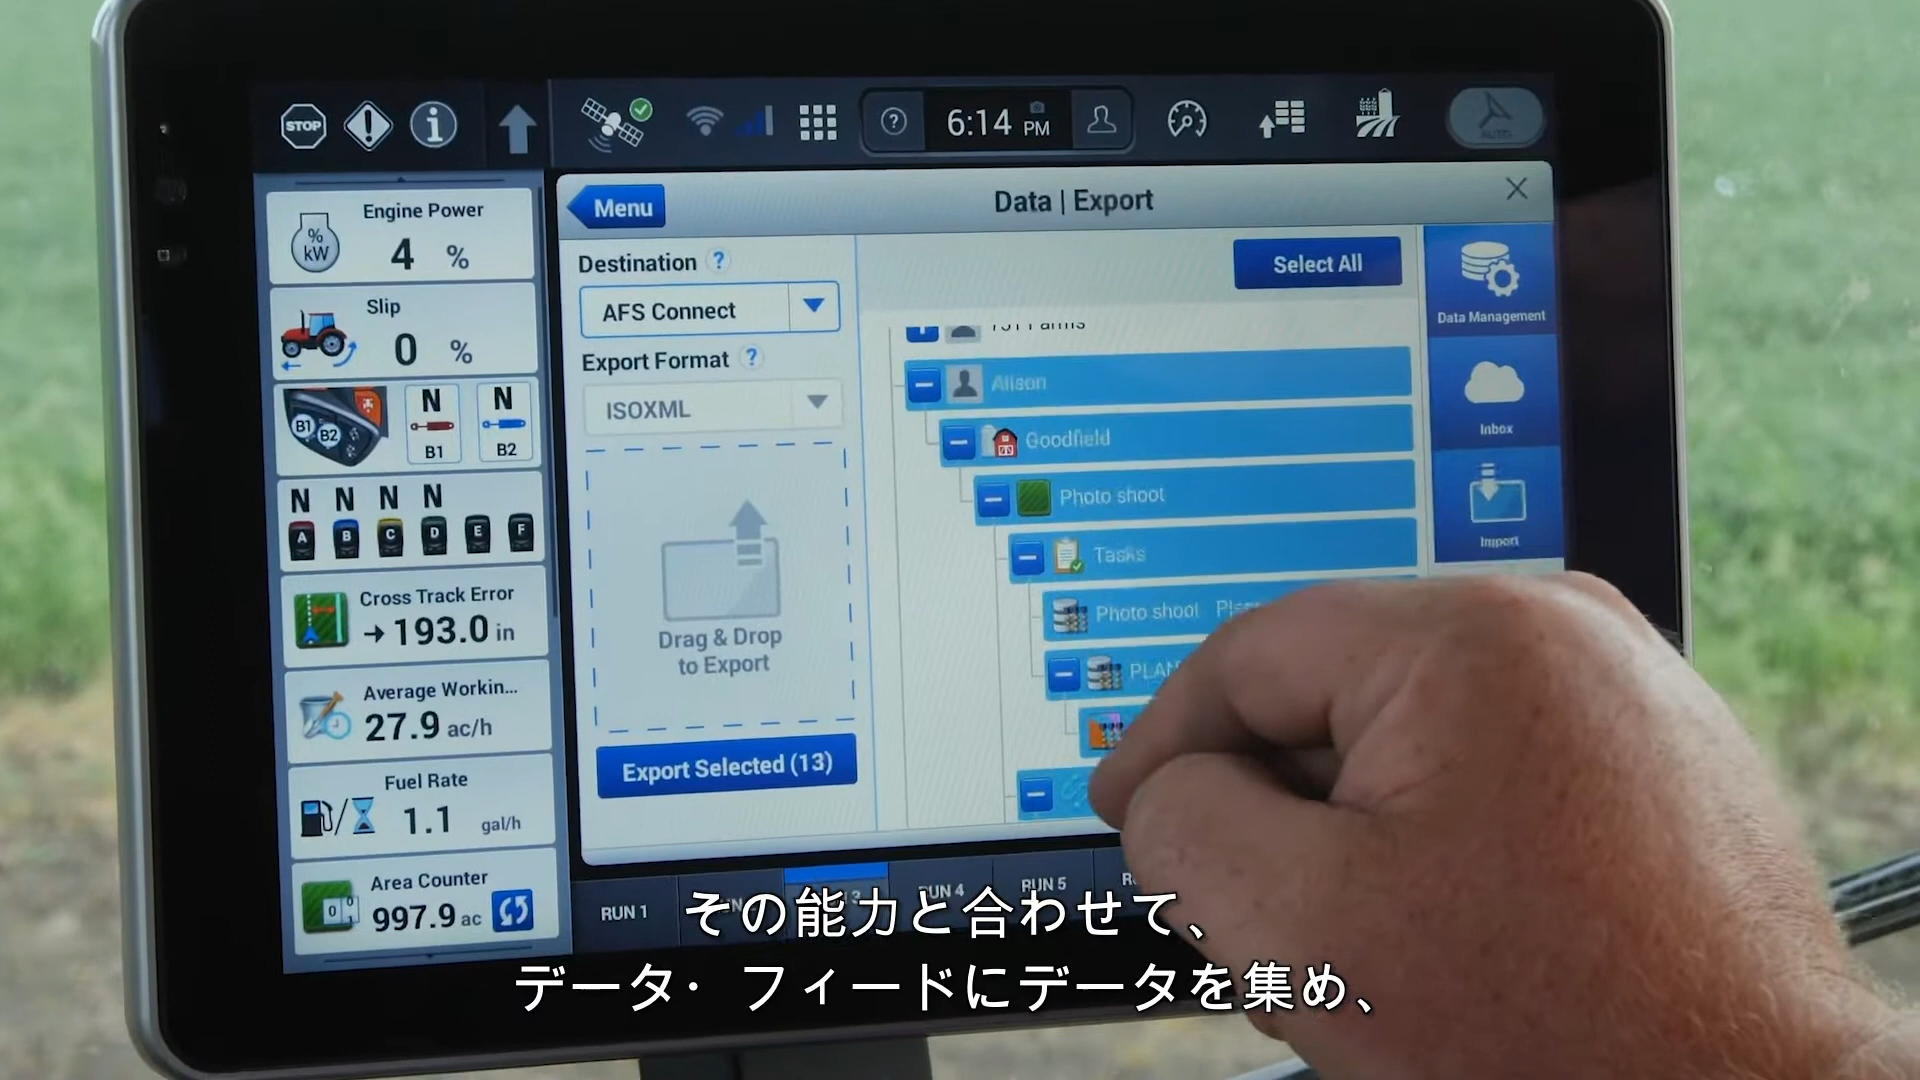 STOP
6:14 PM
AUTO
Engine Power
% kW
4 %
Slip
0 %
B1 B2
N N
B1 B2
N N N N
A B C D E F
Cross Track Error
193.0 in
Average Workin...
27.9 ac/h
Fuel Rate
1.1 gal/h
Area Counter
997.9 ac
Menu
Data | Export
Destination ?
AFS Connect
Export Format ?
ISOXML
Drag & Drop
to Export
Export Selected (13)
Select All
Alison
Goodfield
Photo shoot
Tasks
Photo shoot
Data Management
Inbox
Import
RUN 1
RUN 4
RUN 5
その能力と合わせて、
データ・フィードにデータを集め、